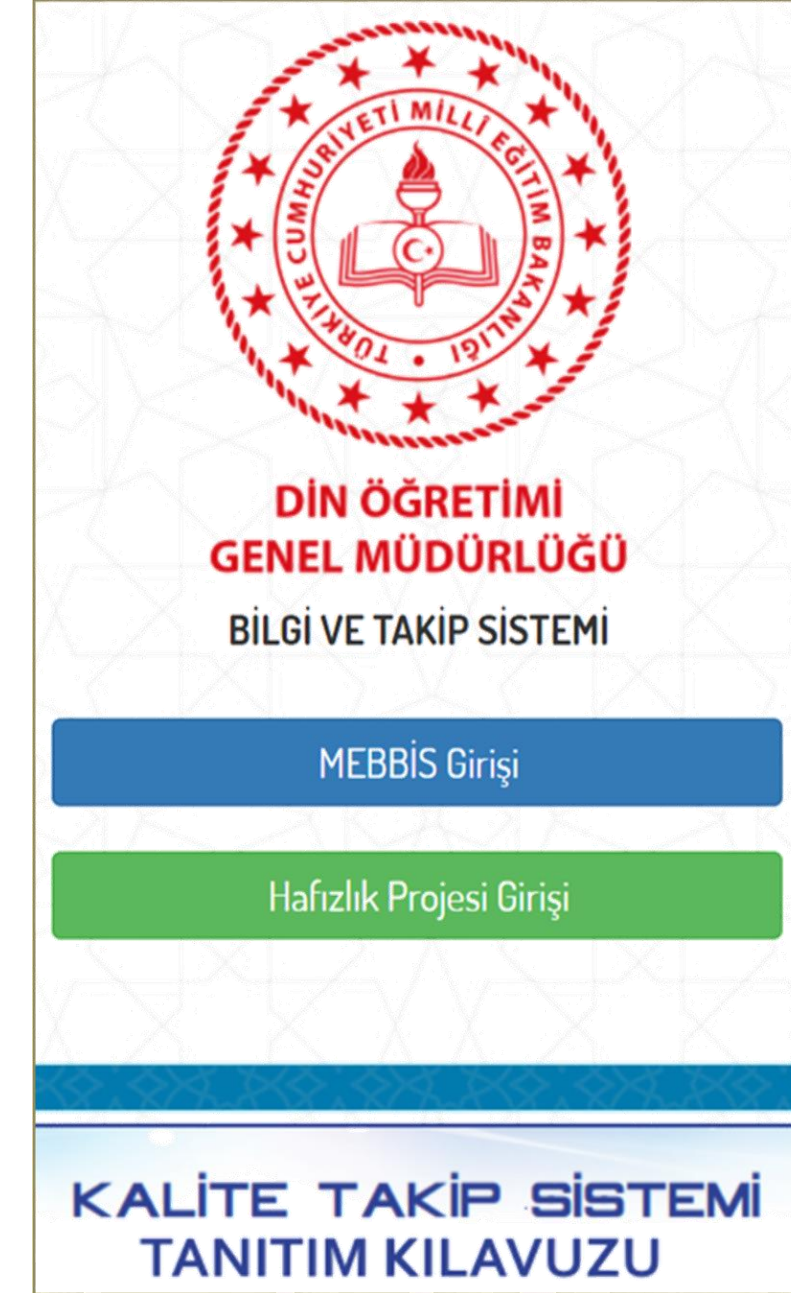 TÜRKİYE CUMHURİYETİ MİLLÎ EĞİTİM BAKANLIĞI
DİN ÖĞRETİMİ
GENEL MÜDÜRLÜĞÜ
BİLGİ VE TAKİP SİSTEMİ
MEBBİS Girişi
Hafızlık Projesi Girişi
KALİTE TAKİP SİSTEMİ
TANITIM KILAVUZU